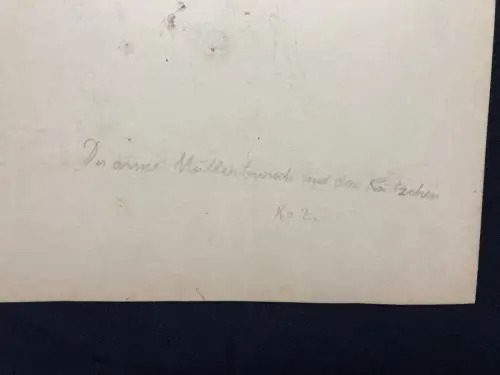 Der arme Müllerbursch und das Kätzchen
No 2.